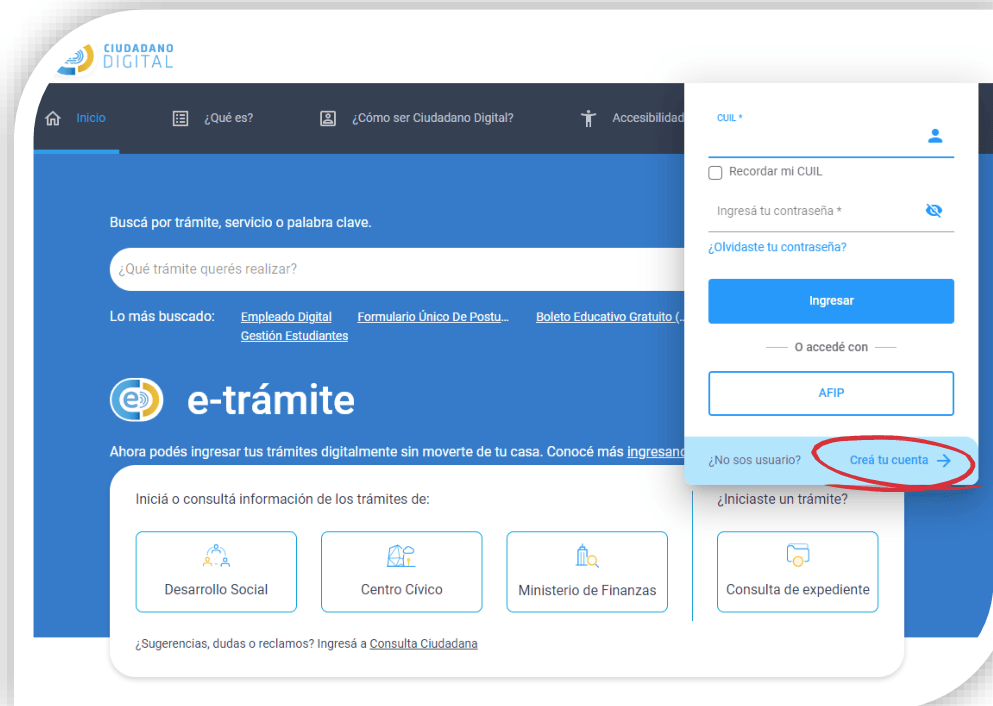 CIUDADANO
DIGITAL
Inicio
¿Qué es?
¿Cómo ser Ciudadano Digital?
Accesibilidad
CUIL *
Recordar mi CUIL
Ingresá tu contraseña *
¿Olvidaste tu contraseña?
Ingresar
O accedé con
AFIP
¿No sos usuario?
Creá tu cuenta
Buscá por trámite, servicio o palabra clave.
¿Qué trámite querés realizar?
Lo más buscado:
Empleado Digital
Formulario Único De Postu...
Boleto Educativo Gratuito (...
Gestión Estudiantes
e-trámite
Ahora podés ingresar tus trámites digitalmente sin moverte de tu casa. Conocé más ingresand
Iniciá o consultá información de los trámites de:
¿Iniciaste un trámite?
Desarrollo Social
Centro Cívico
Ministerio de Finanzas
Consulta de expediente
¿Sugerencias, dudas o reclamos? Ingresá a Consulta Ciudadana